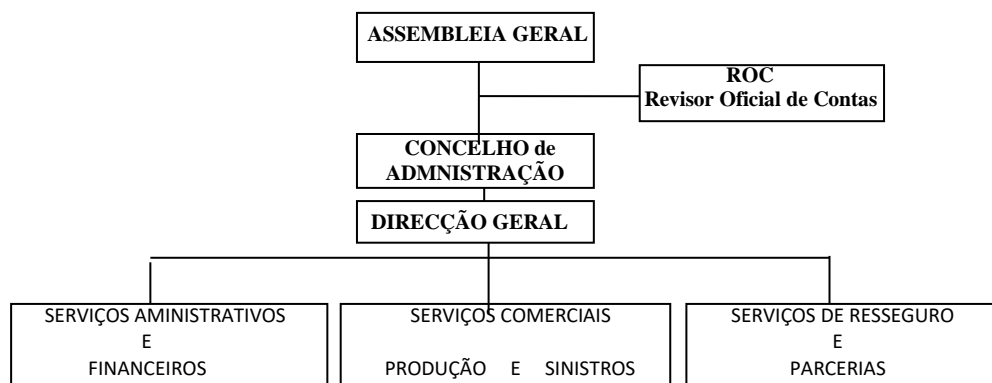 ASSEMBLEIA GERAL
ROC
Revisor Oficial de Contas
CONCELHO de
ADMNISTRAÇÃO
DIRECÇÃO GERAL
SERVIÇOS AMINISTRATIVOS
E
FINANCEIROS
SERVIÇOS COMERCIAIS
PRODUÇÃO E SINISTROS
SERVIÇOS DE RESSEGURO
E
PARCERIAS